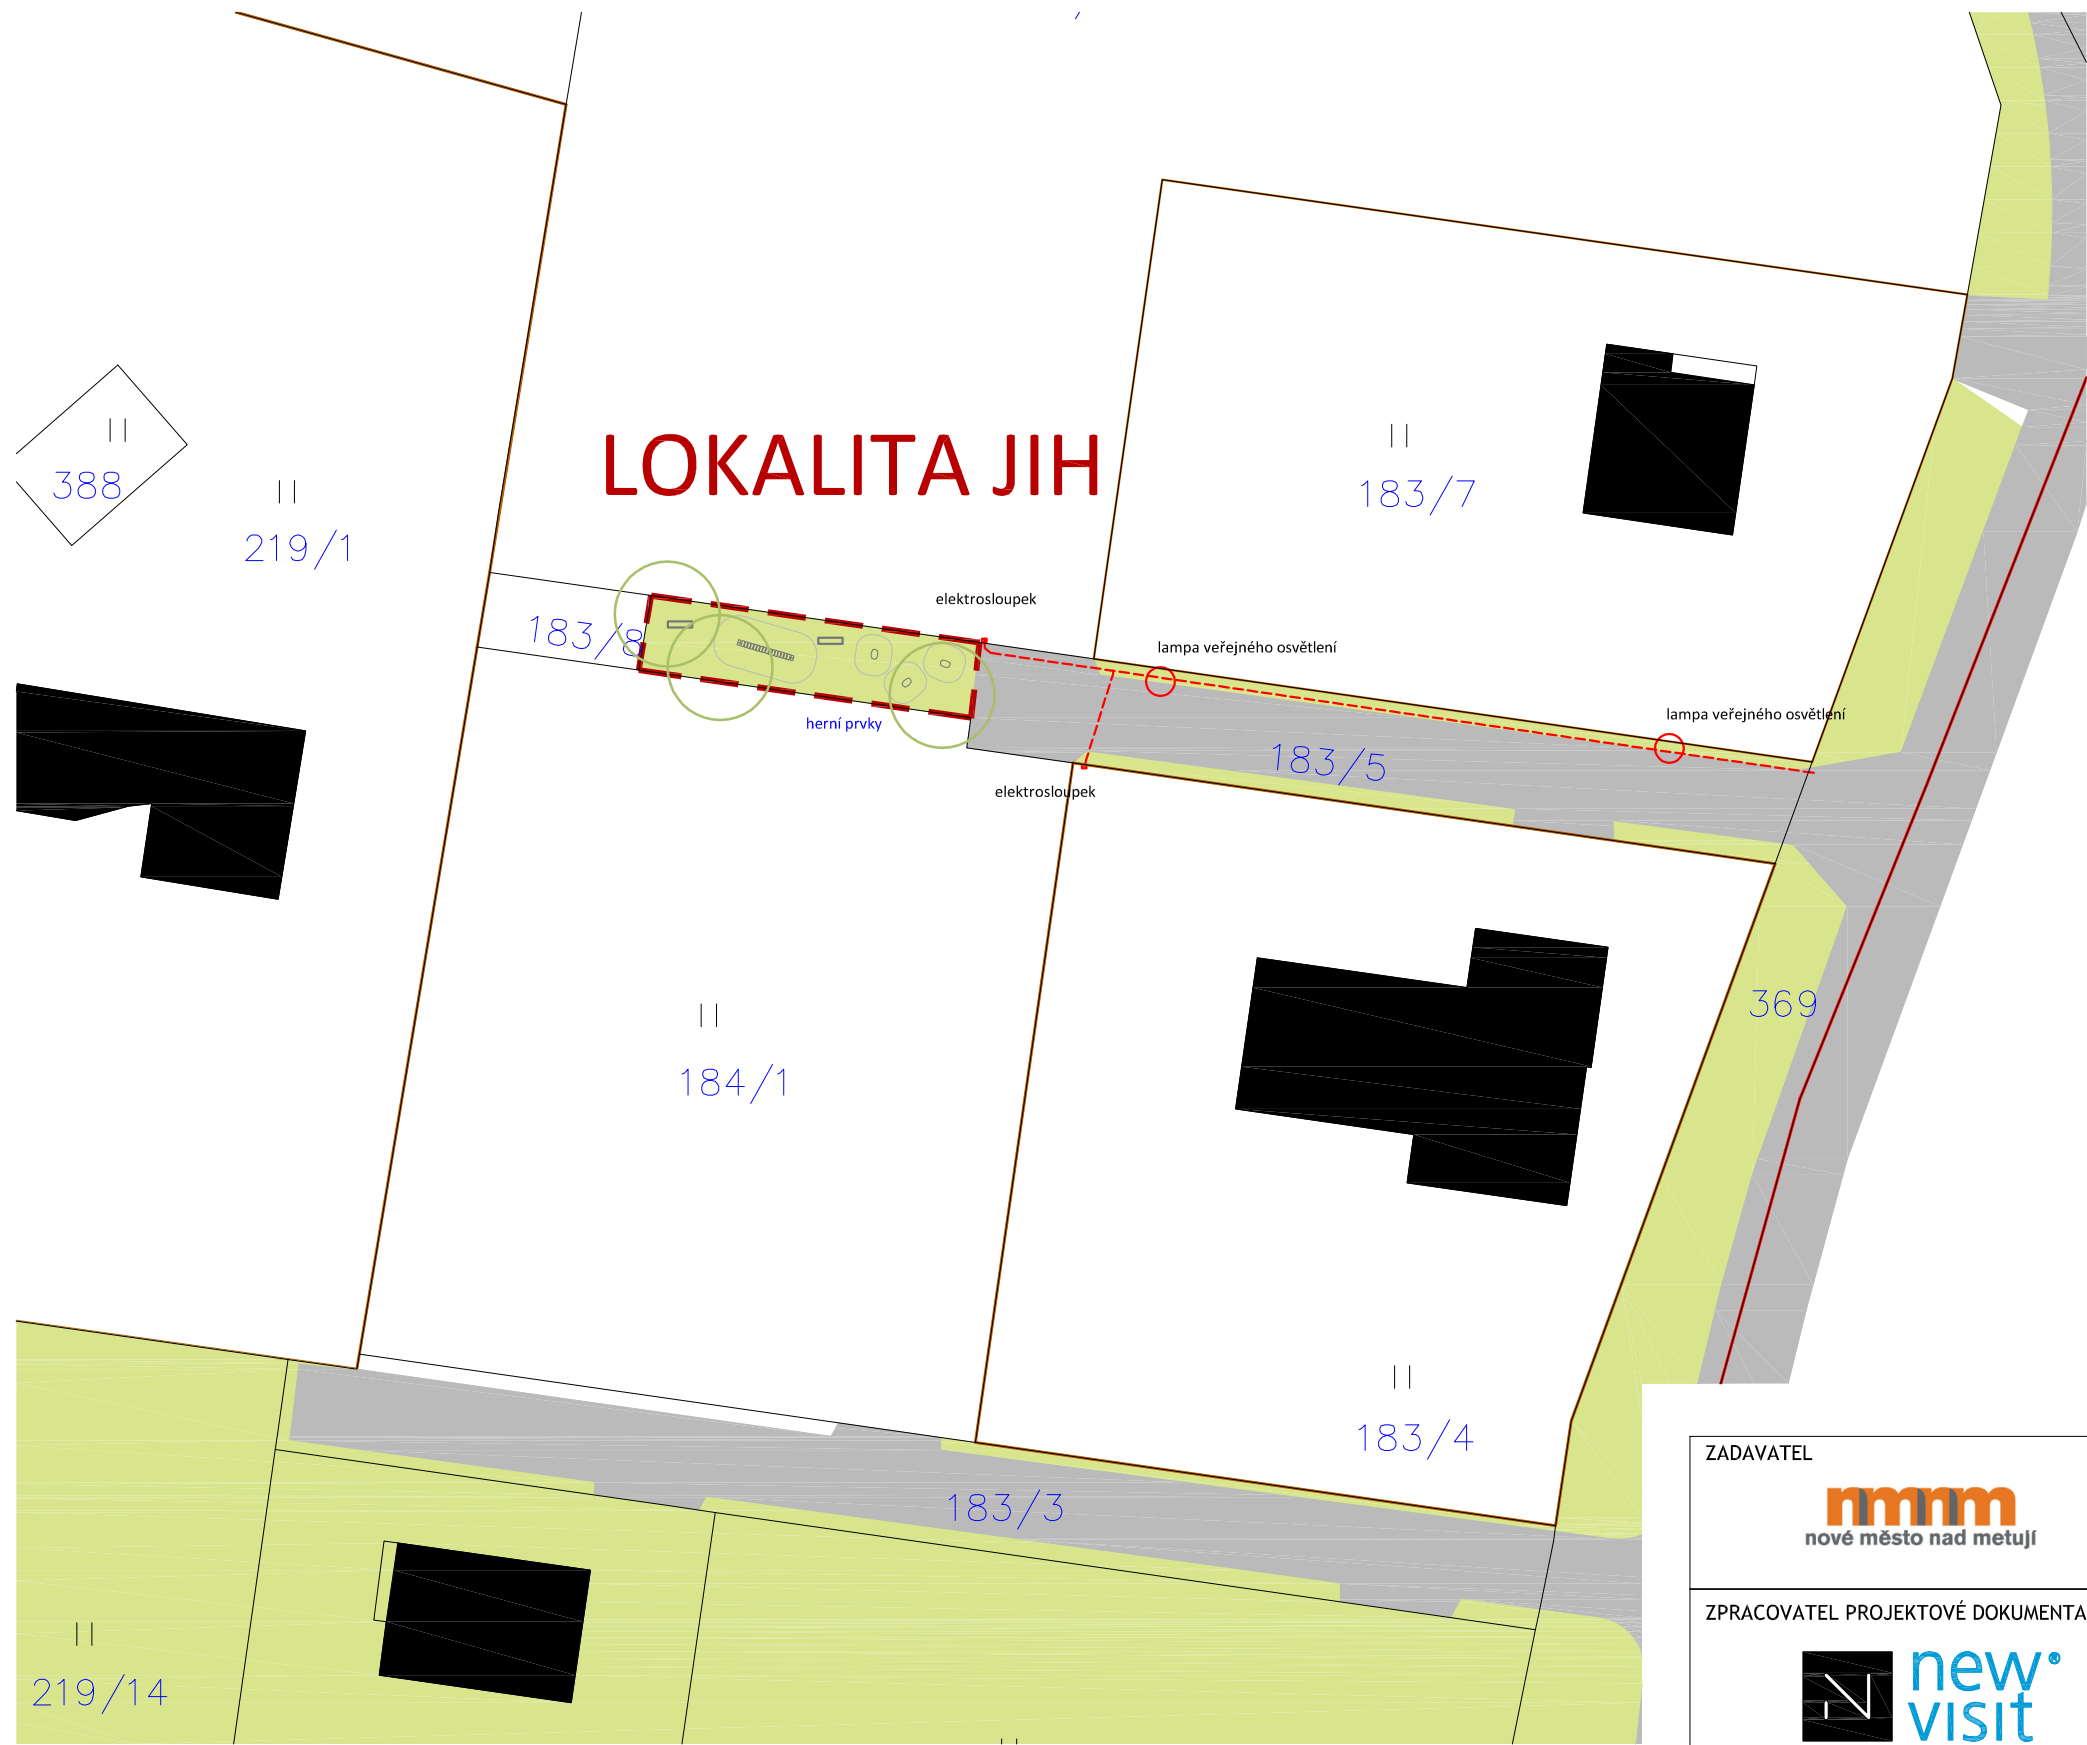 LOKALITA JIH
388
219/1
183/7
elektrosloupek
183/8
lampa veřejného osvětlení
herní prvky
lampa veřejného osvětlení
183/5
elektrosloupek
369
184/1
183/4
183/3
219/14
ZADAVATEL
nmnm
nové město nad metují
ZPRACOVATEL PROJEKTOVÉ DOKUMENTA
N
new®
visit